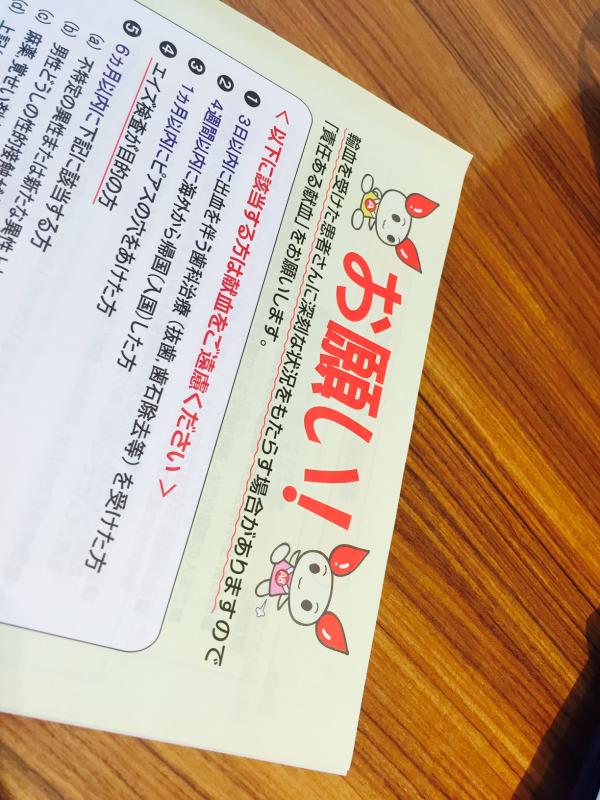 お願い!
輸血を受けた患者さんに深刻な状況をもたらす場合がありますので
「責任ある献血」をお願いします。
<以下に該当する方は献血をご遠慮ください>
❶ 3日以内に出血を伴う歯科治療(抜歯, 歯石除去等)を受けた方
❷ 4週間以内に海外から帰国(入国)した方
❸ 1カ月以内にピアスの穴をあけた方
❹ エイズ検査が目的の方
❺ 6カ月以内に下記に該当する方
(a) 不特定の異性または新たな異性と
(b) 男性どうしの性的接触
(c) 麻薬, 覚せい剤
(d) 上記
A
AB